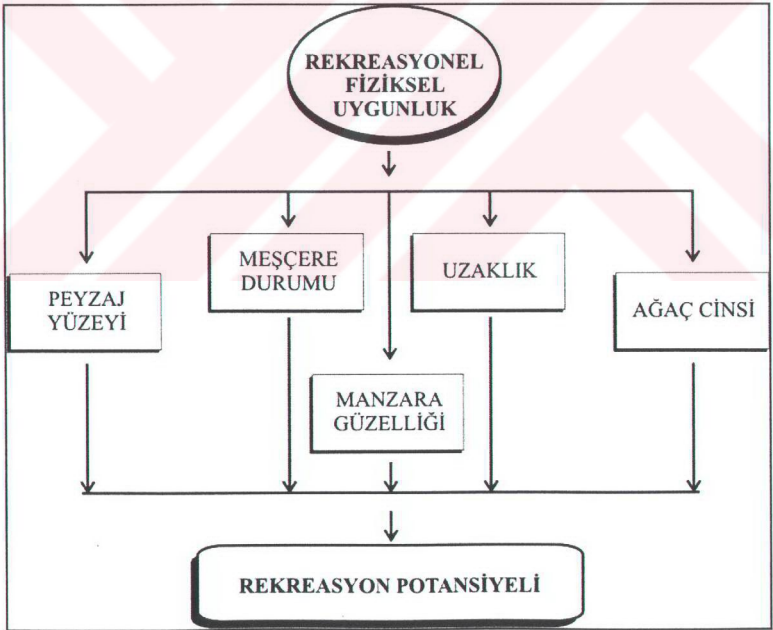 REKREASYONEL
FİZİKSEL
UYGUNLUK
PEYZAJ
YÜZEYİ
MEŞÇERE
DURUMU
MANZARA
GÜZELLİĞİ
UZAKLIK
AĞAÇ CİNSİ
REKREASYON POTANSİYELİ